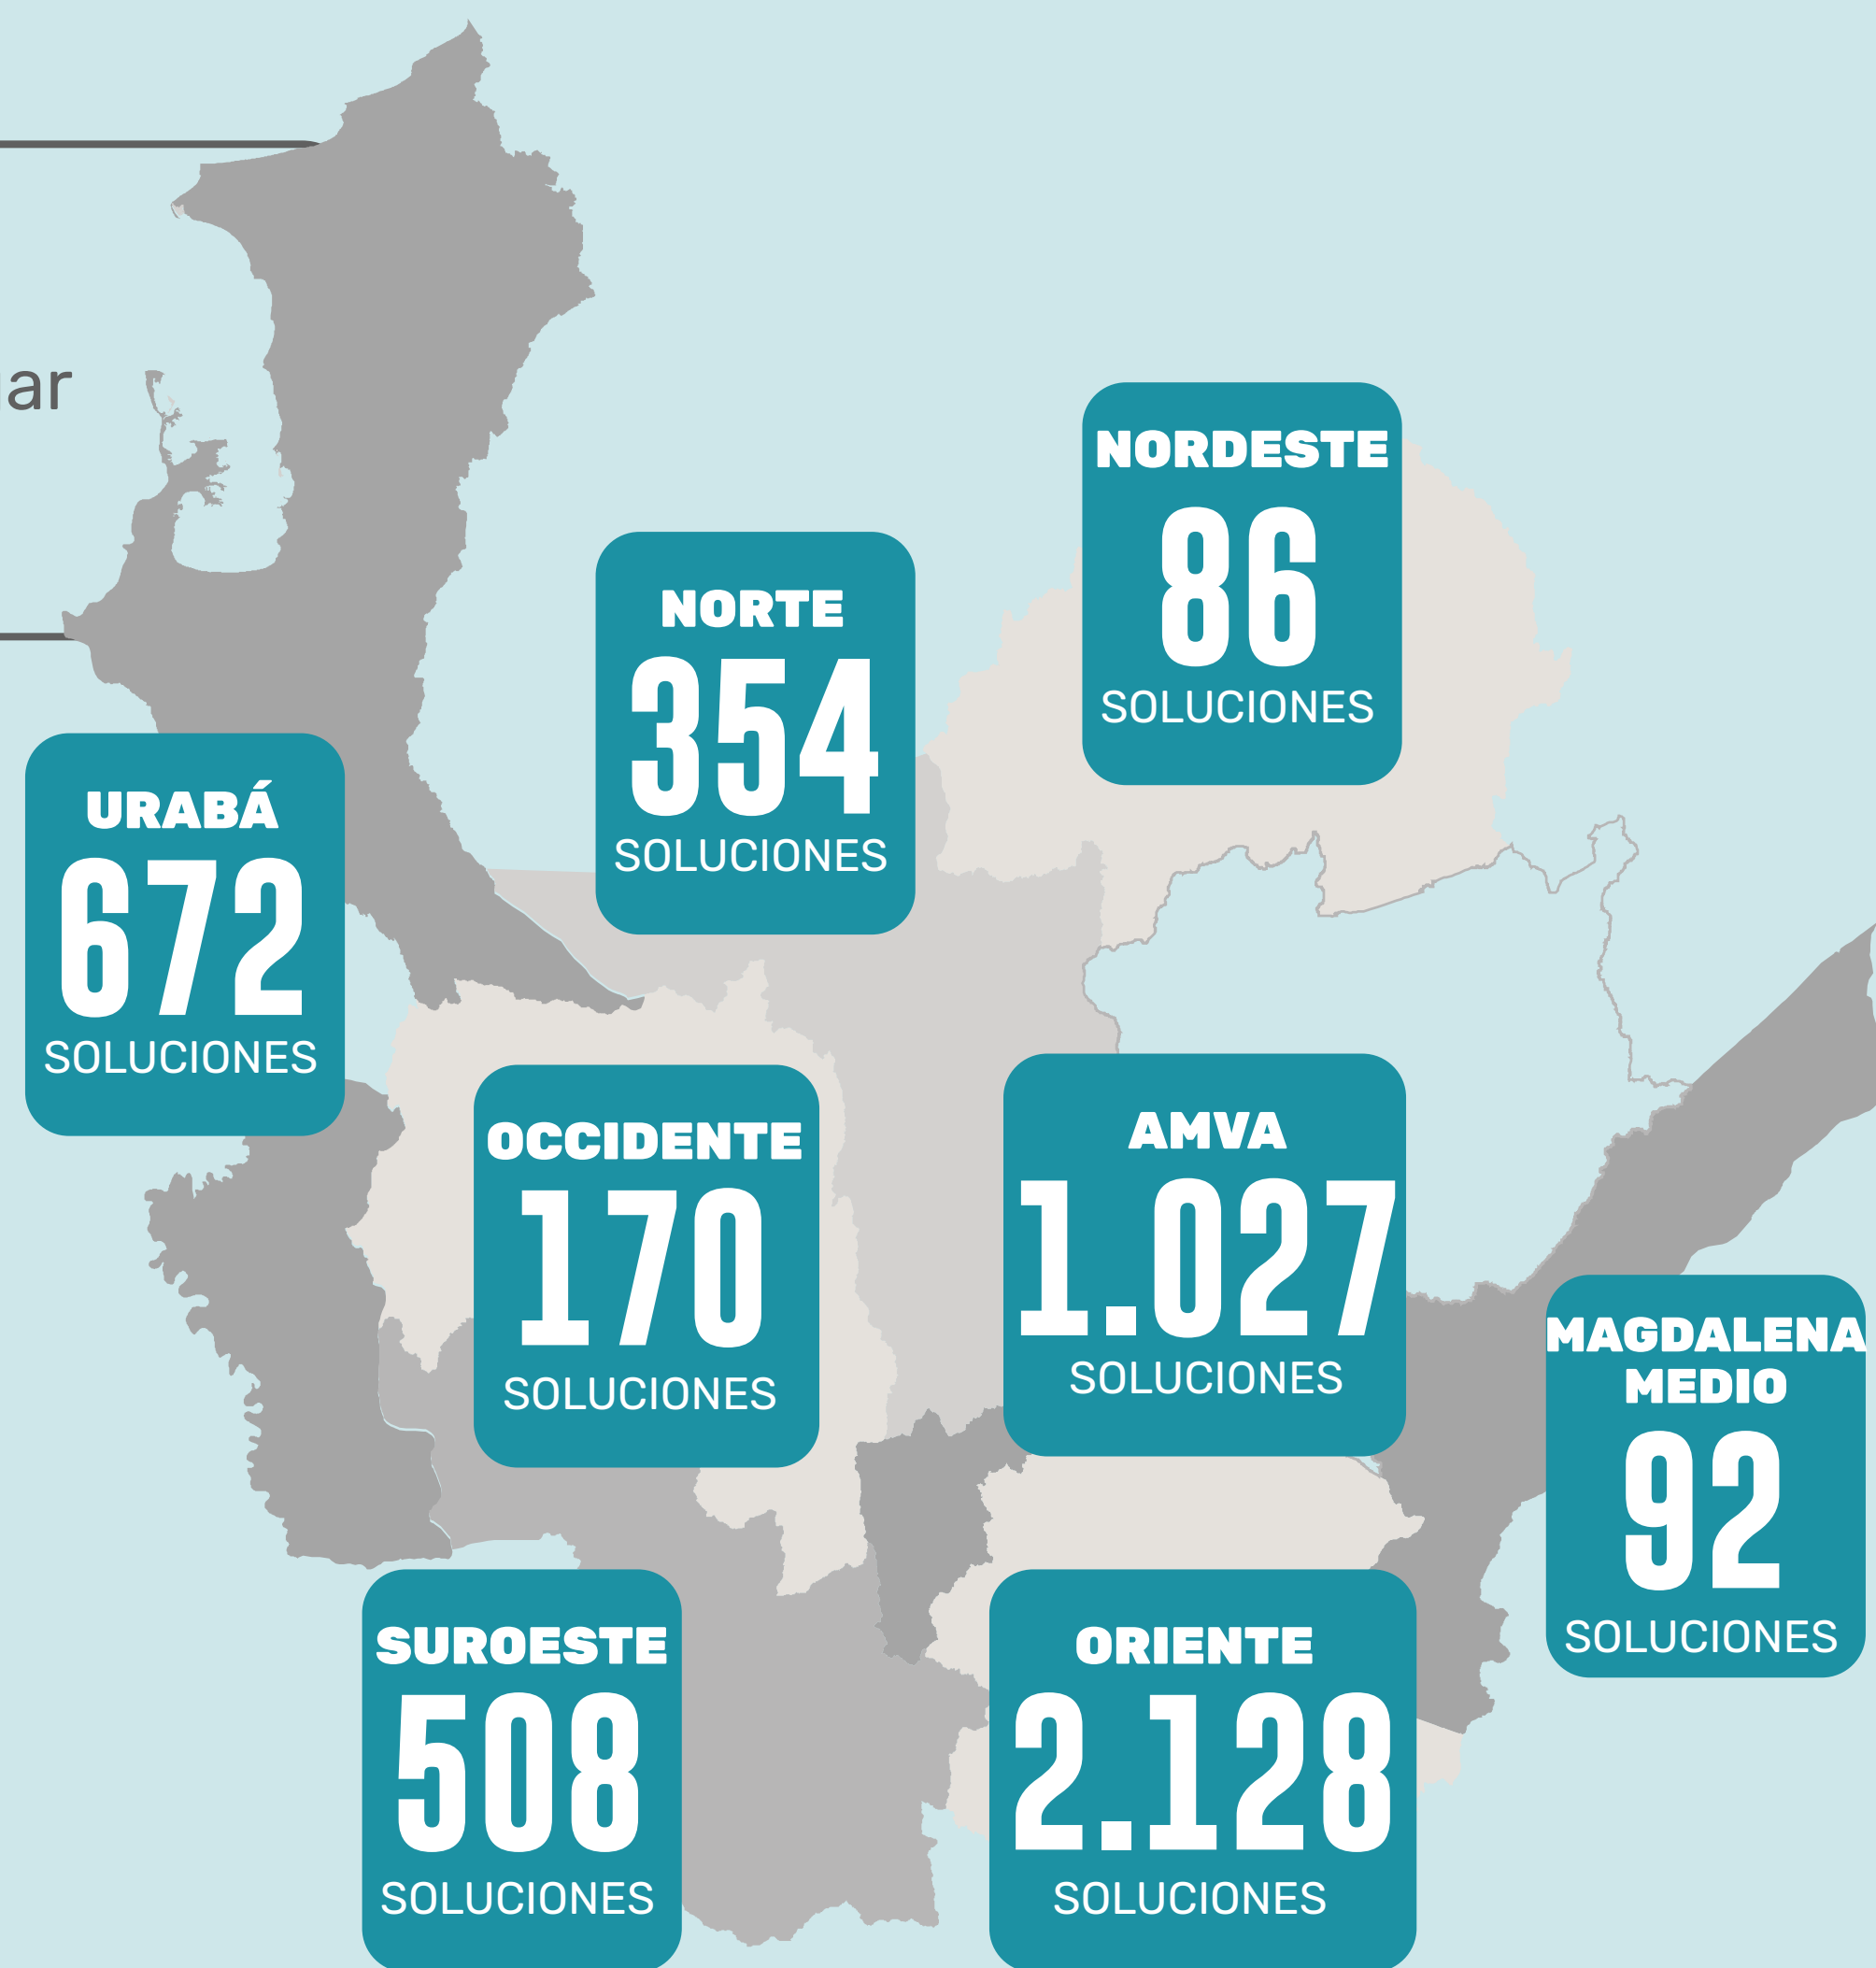 ar
NORDESTE
86
SOLUCIONES
NORTE
354
SOLUCIONES
URABÁ
672
SOLUCIONES
OCCIDENTE
170
SOLUCIONES
AMVA
1.027
SOLUCIONES
MAGDALENA
MEDIO
92
SOLUCIONES
SUROESTE
508
SOLUCIONES
ORIENTE
2.128
SOLUCIONES